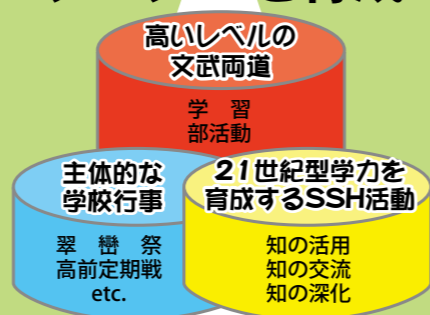 高いレベルの
文武両道
学 習
部活動
主体的な
学校行事
翠 巒 祭
高前定期戦
etc.
21世紀型学力を
育成するSSH活動
知の活用
知の交流
知の深化